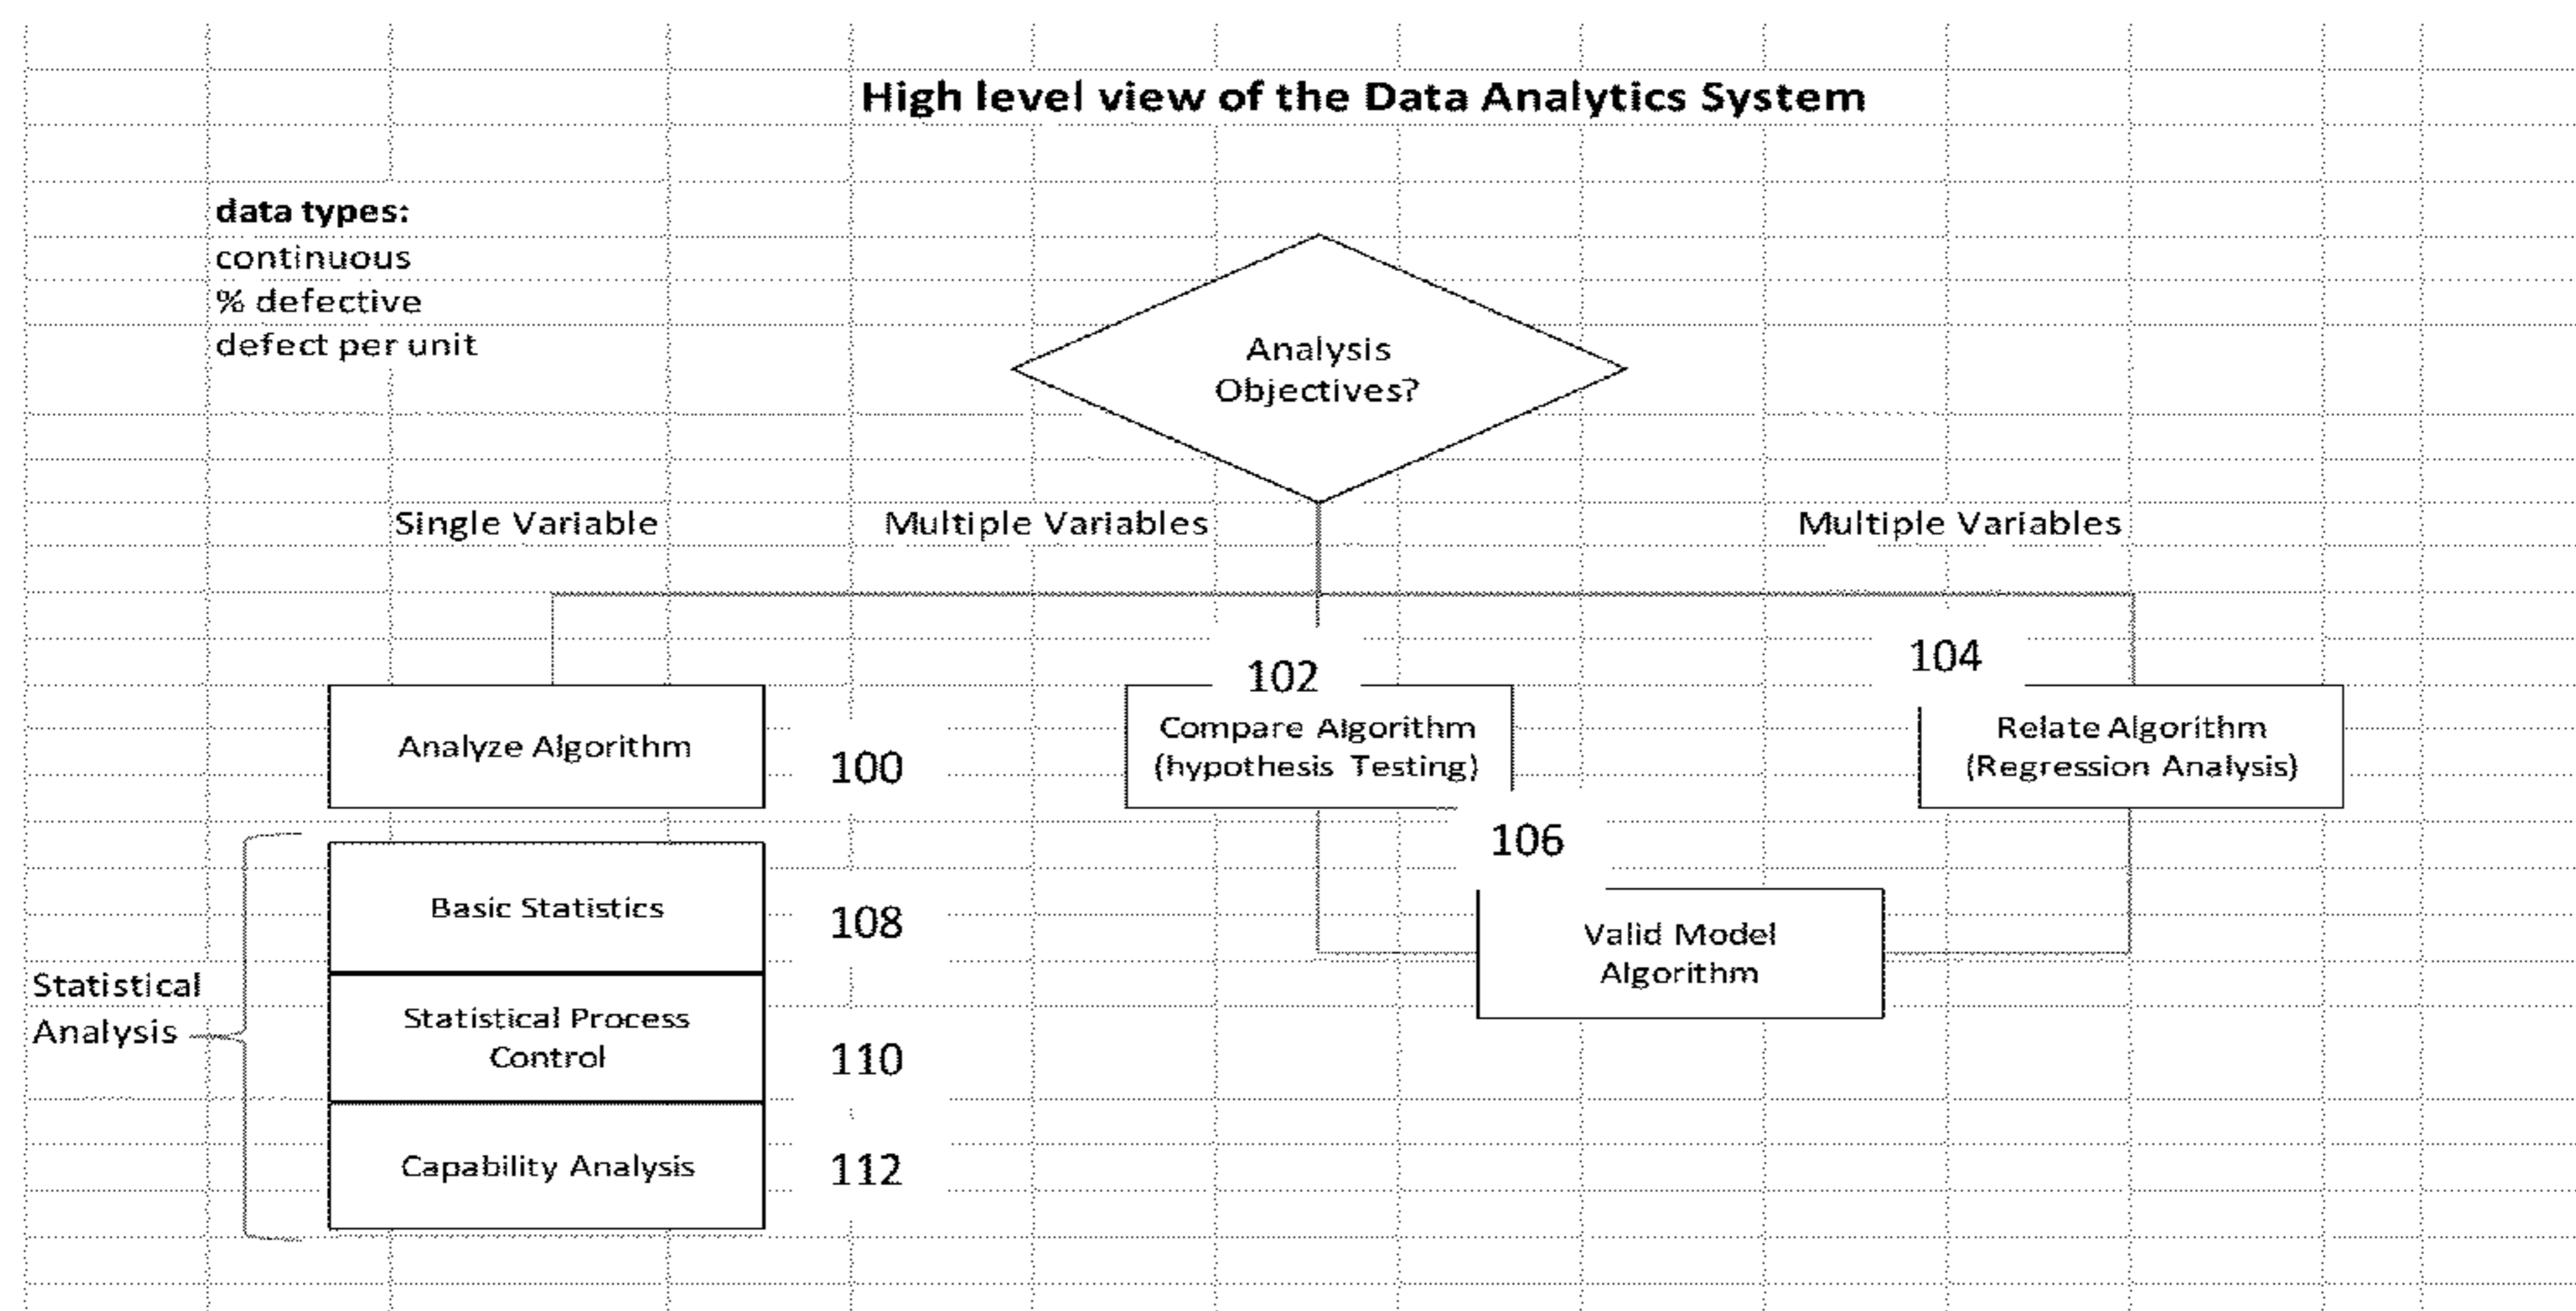 High level view of the Data Analytics System
data types:
continuous
% defective
defect per unit
Analysis
Objectives?
Single Variable
Multiple Variables
Multiple Variables
Analyze Algorithm
100
102
Compare Algorithm
(hypothesis Testing)
104
Relate Algorithm
(Regression Analysis)
106
Valid Model
Algorithm
Statistical
Analysis
Basic Statistics
108
Statistical Process
Control
110
Capability Analysis
112